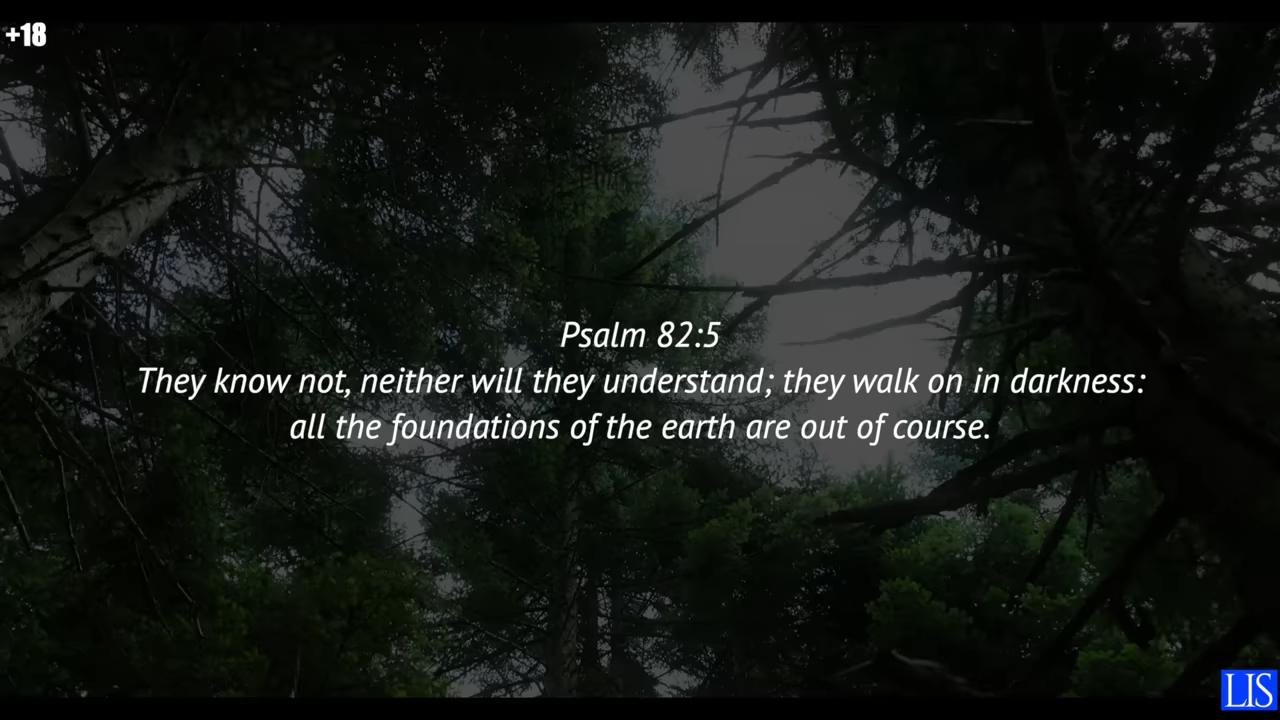 +18
Psalm 82:5
They know not, neither will they understand; they walk on in darkness:
all the foundations of the earth are out of course.
LIS